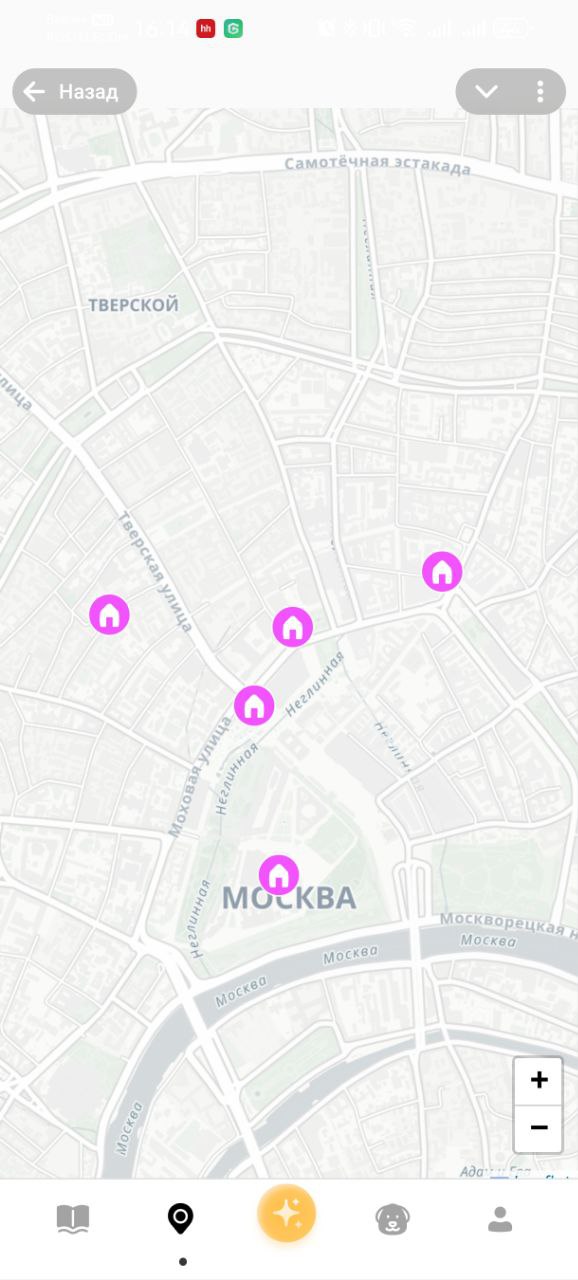 16:14
hh
Назад
Самотёчная эстакада
ТВЕРСКОЙ
Тверская улица
Неглинная
Неглинная
Моховая улица
Неглинная
МОСКВА
Москворецкая н
Москва
Москва
Москва
Москва
+
−